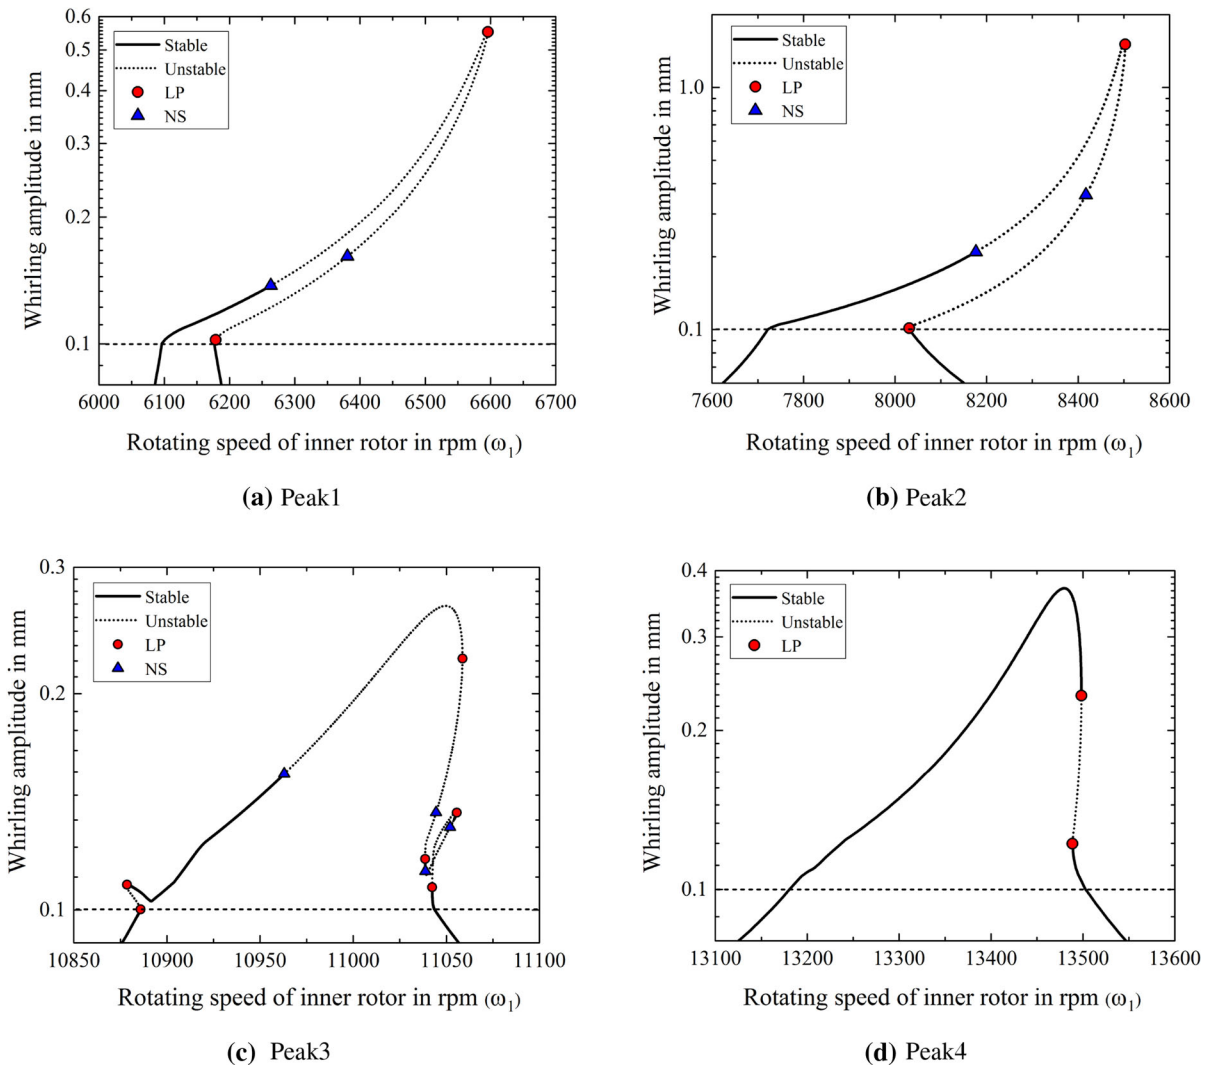 0.6
0.5
0.4
0.3
0.2
0.1
Whirling amplitude in mm
Stable
Unstable
LP
NS
6000 6100 6200 6300 6400 6500 6600 6700
Rotating speed of inner rotor in rpm (ω1)
(a) Peak1
1.0
0.1
Whirling amplitude in mm
Stable
Unstable
LP
NS
7600 7800 8000 8200 8400 8600
Rotating speed of inner rotor in rpm (ω1)
(b) Peak2
0.3
0.2
0.1
Whirling amplitude in mm
Stable
Unstable
LP
NS
10850 10900 10950 11000 11050 11100
Rotating speed of inner rotor in rpm (ω1)
(c) Peak3
0.4
0.3
0.2
0.1
Whirling amplitude in mm
Stable
Unstable
LP
13100 13200 13300 13400 13500 13600
Rotating speed of inner rotor in rpm (ω1)
(d) Peak4